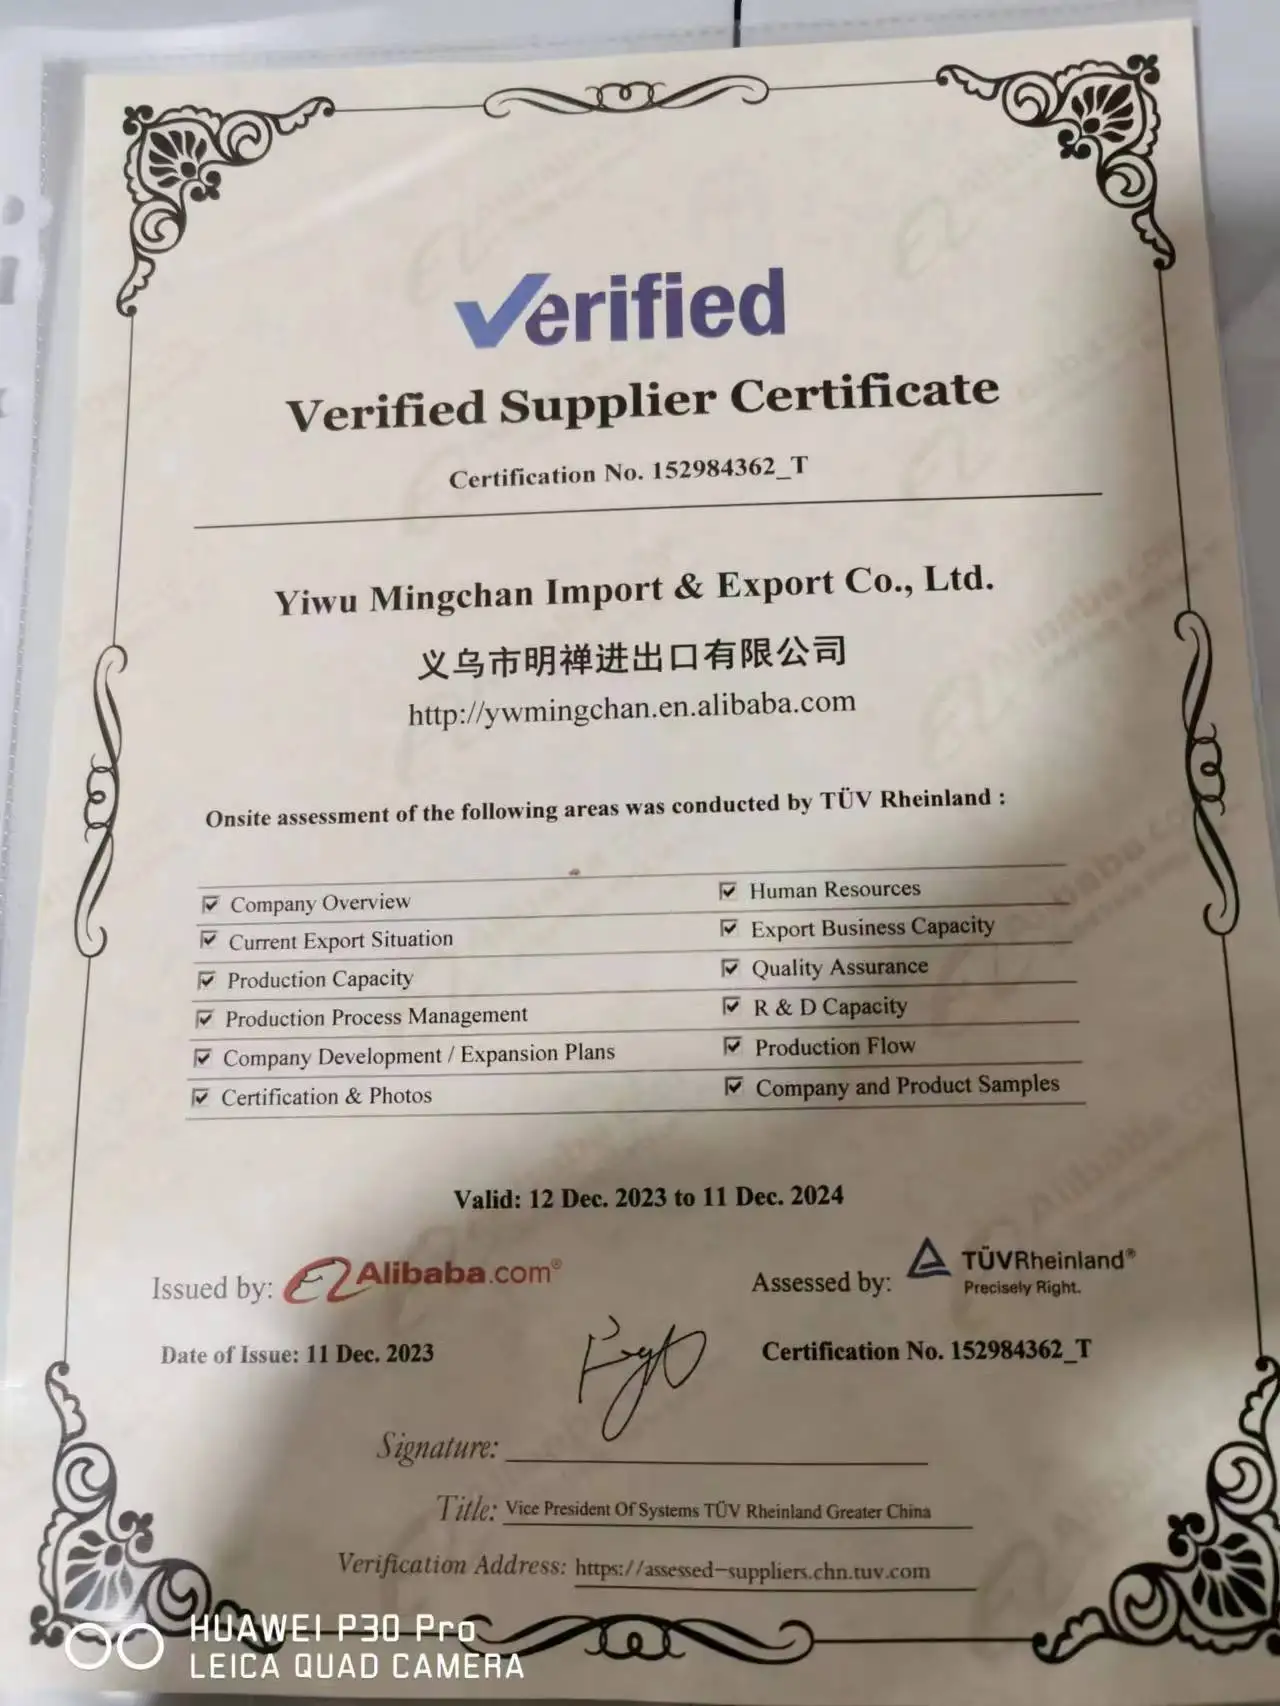 Verified
Verified Supplier Certificate
Certification No. 152984362_T
Yiwu Mingchan Import & Export Co., Ltd.
义乌市明禅进出口有限公司
http://ywmingchan.en.alibaba.com
Onsite assessment of the following areas was conducted by TÜV Rheinland :
Company Overview
Human Resources
Current Export Situation
Export Business Capacity
Production Capacity
Quality Assurance
Production Process Management
R & D Capacity
Company Development / Expansion Plans
Production Flow
Certification & Photos
Company and Product Samples
Valid: 12 Dec. 2023 to 11 Dec. 2024
Issued by: Alibaba.com®
Assessed by: TÜVRheinland®
Precisely Right.
Date of Issue: 11 Dec. 2023
Certification No. 152984362_T
Signature:
Title: Vice President Of Systems TÜV Rheinland Greater China
Verification Address: https://assessed-suppliers.chn.tuv.com
HUAWEI P30 Pro
LEICA QUAD CAMERA